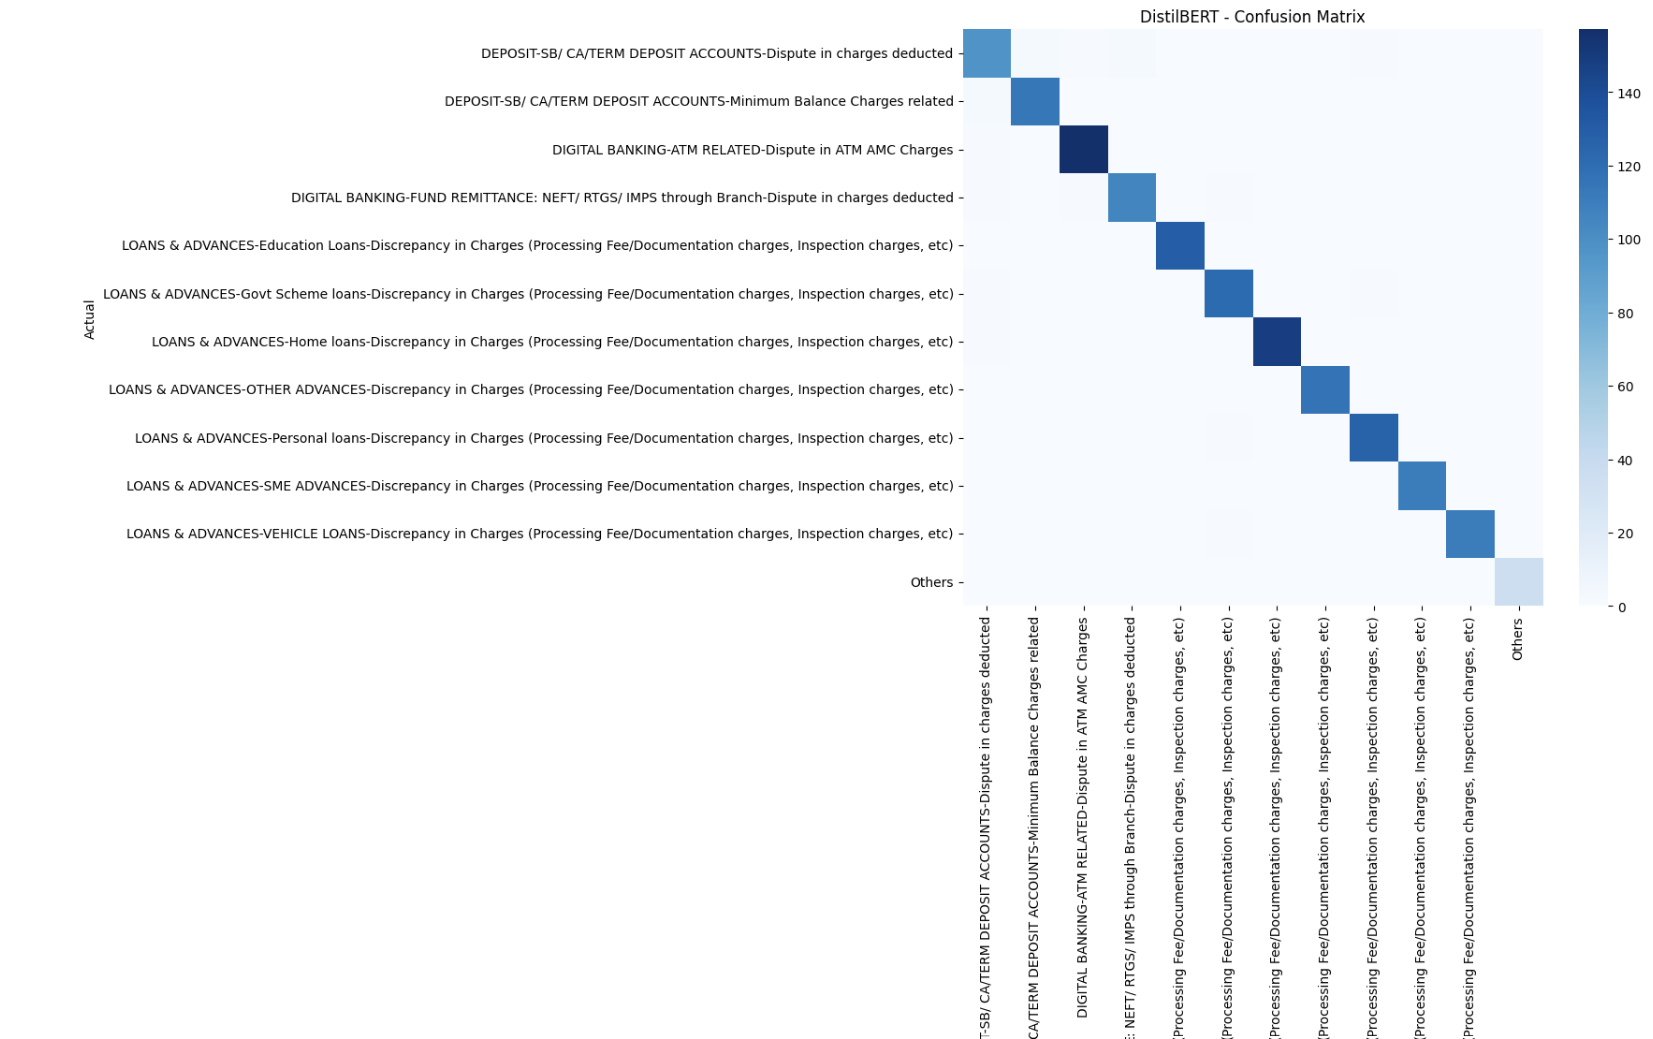 DistilBERT - Confusion Matrix
DEPOSIT-SB/ CA/TERM DEPOSIT ACCOUNTS-Dispute in charges deducted
DEPOSIT-SB/ CA/TERM DEPOSIT ACCOUNTS-Minimum Balance Charges related
DIGITAL BANKING-ATM RELATED-Dispute in ATM AMC Charges
DIGITAL BANKING-FUND REMITTANCE: NEFT/ RTGS/ IMPS through Branch-Dispute in charges deducted
LOANS & ADVANCES-Education Loans-Discrepancy in Charges (Processing Fee/Documentation charges, Inspection charges, etc)
LOANS & ADVANCES-Govt Scheme loans-Discrepancy in Charges (Processing Fee/Documentation charges, Inspection charges, etc)
LOANS & ADVANCES-Home loans-Discrepancy in Charges (Processing Fee/Documentation charges, Inspection charges, etc)
LOANS & ADVANCES-OTHER ADVANCES-Discrepancy in Charges (Processing Fee/Documentation charges, Inspection charges, etc)
LOANS & ADVANCES-Personal loans-Discrepancy in Charges (Processing Fee/Documentation charges, Inspection charges, etc)
LOANS & ADVANCES-SME ADVANCES-Discrepancy in Charges (Processing Fee/Documentation charges, Inspection charges, etc)
LOANS & ADVANCES-VEHICLE LOANS-Discrepancy in Charges (Processing Fee/Documentation charges, Inspection charges, etc)
Others
Actual
140
120
100
80
60
40
20
0
T-SB/ CA/TERM DEPOSIT ACCOUNTS-Dispute in charges deducted
CA/TERM DEPOSIT ACCOUNTS-Minimum Balance Charges related
DIGITAL BANKING-ATM RELATED-Dispute in ATM AMC Charges
E: NEFT/ RTGS/ IMPS through Branch-Dispute in charges deducted
(Processing Fee/Documentation charges, Inspection charges, etc)
(Processing Fee/Documentation charges, Inspection charges, etc)
(Processing Fee/Documentation charges, Inspection charges, etc)
(Processing Fee/Documentation charges, Inspection charges, etc)
(Processing Fee/Documentation charges, Inspection charges, etc)
(Processing Fee/Documentation charges, Inspection charges, etc)
(Processing Fee/Documentation charges, Inspection charges, etc)
Others